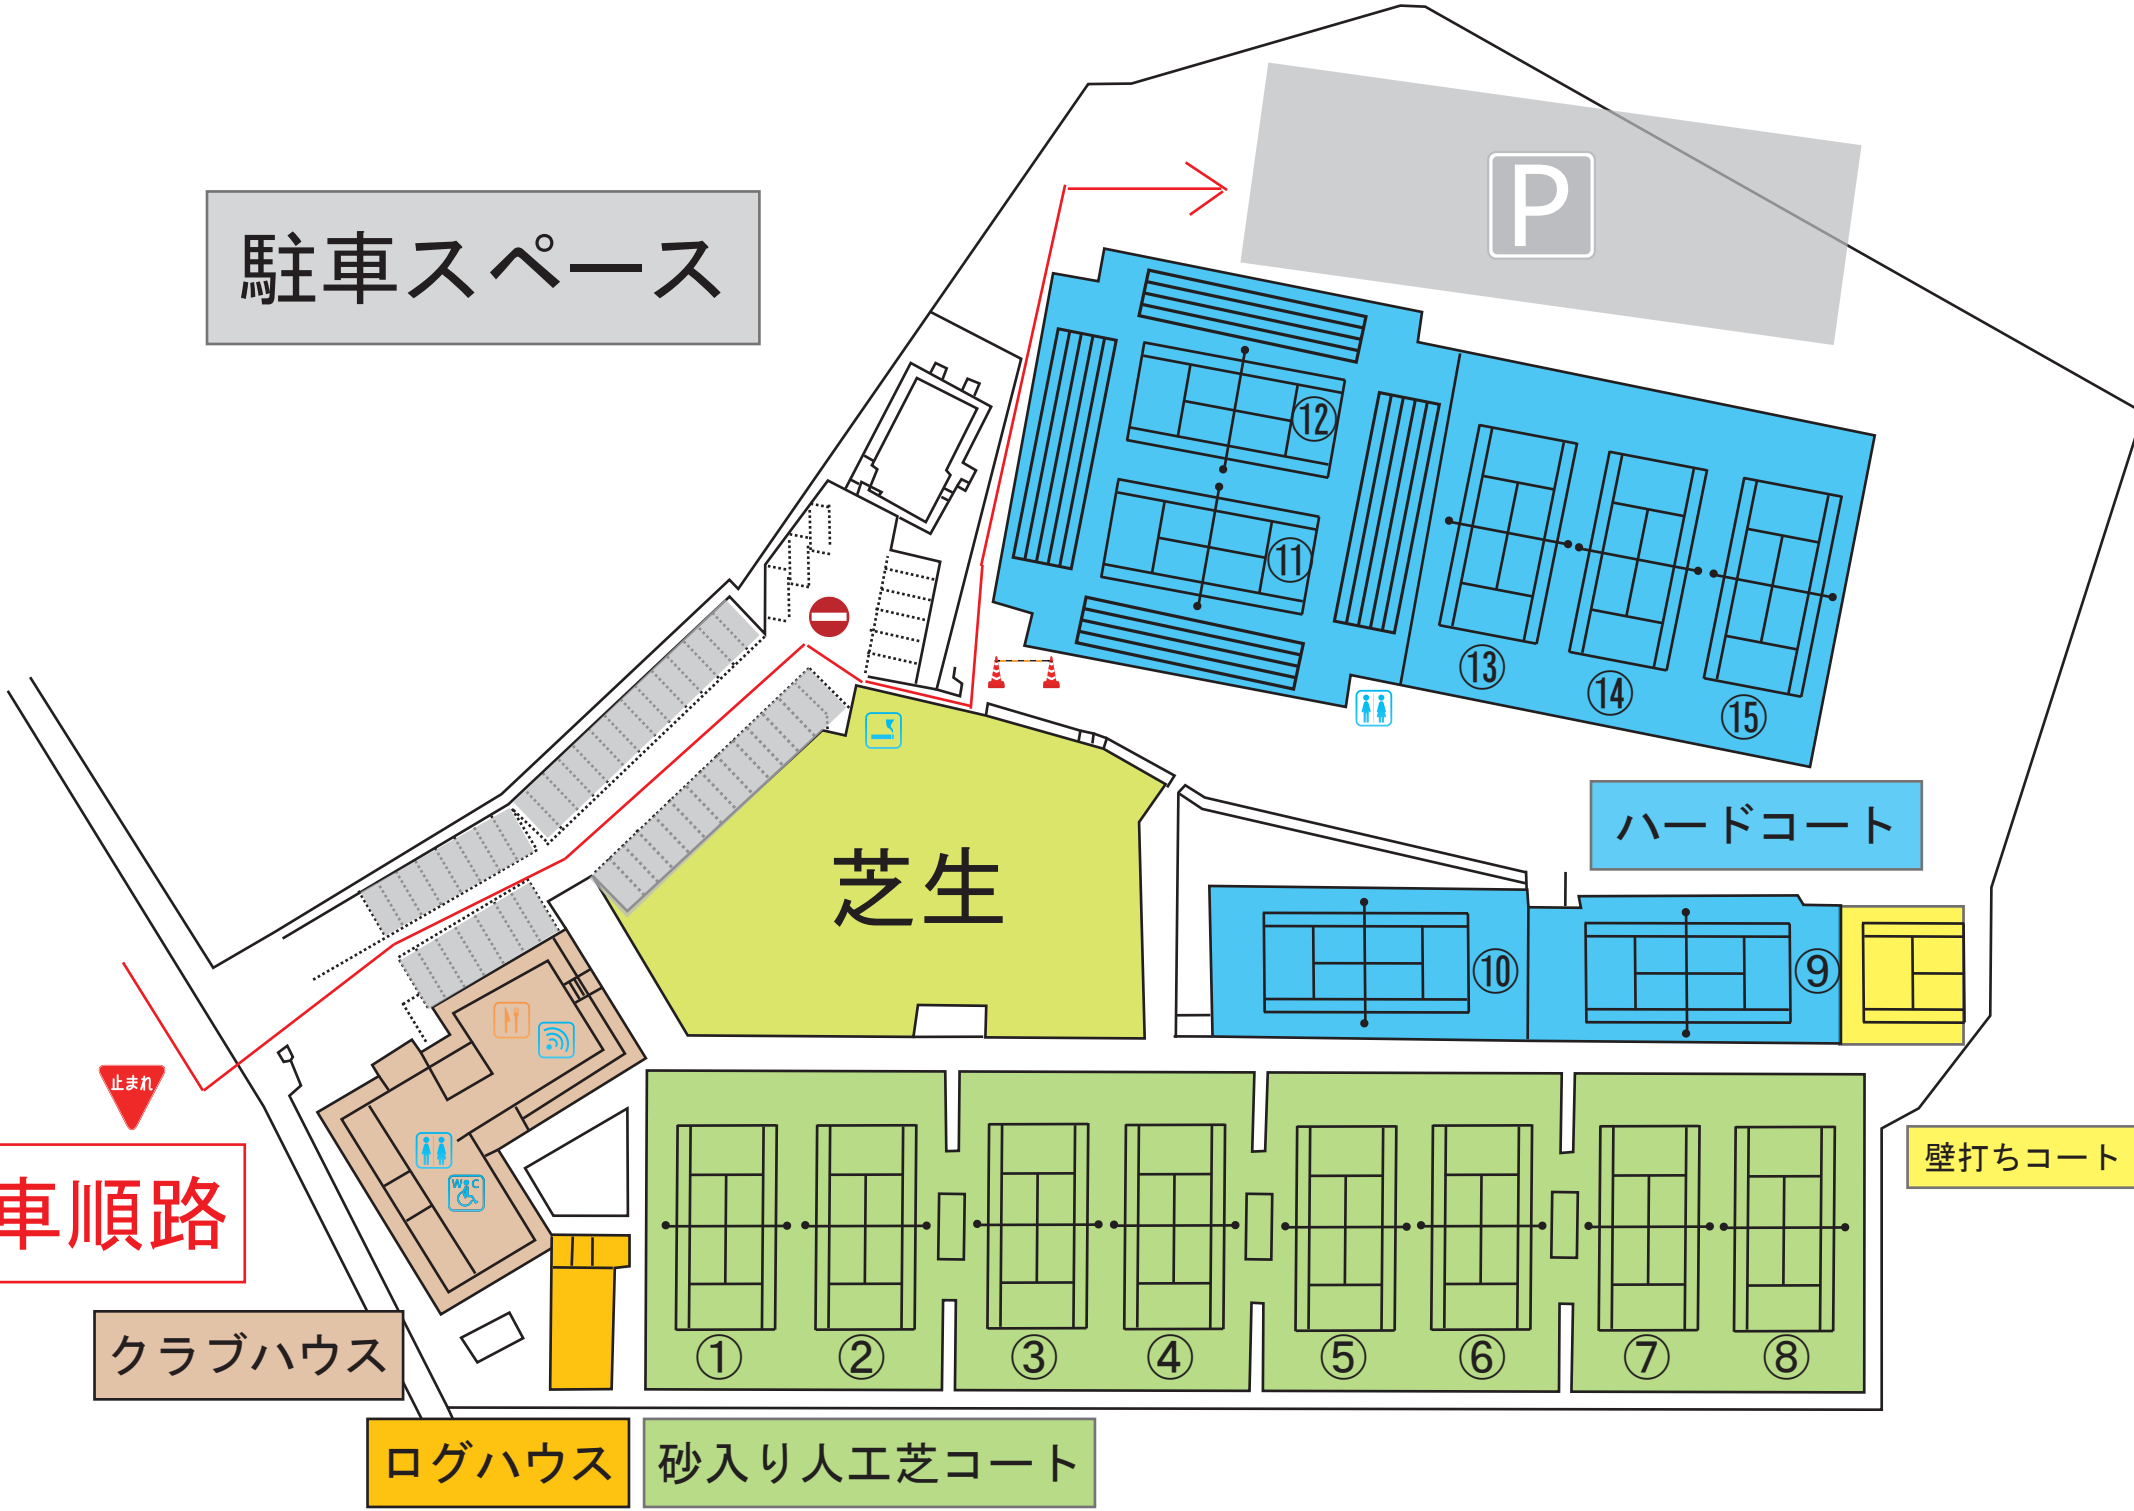 P
駐車スペース
⑫
⑪
⑬
⑭
⑮
ハードコート
芝生
⑩
⑨
止まれ
壁打ちコート
WC
車順路
クラブハウス
①
②
③
④
⑤
⑥
⑦
⑧
ログハウス
砂入り人工芝コート